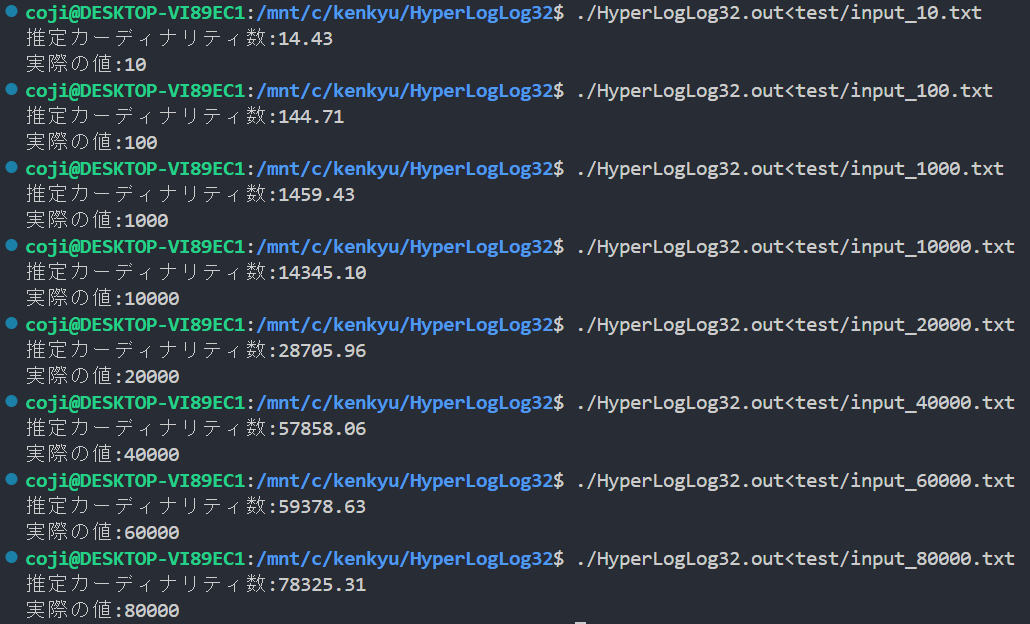 coji@DESKTOP-VI89EC1:/mnt/c/kenkyu/HyperLogLog32$ ./HyperLogLog32.out<test/input_10.txt
推定カーディナリティ数:14.43
実際の値:10
coji@DESKTOP-VI89EC1:/mnt/c/kenkyu/HyperLogLog32$ ./HyperLogLog32.out<test/input_100.txt
推定カーディナリティ数:144.71
実際の値:100
coji@DESKTOP-VI89EC1:/mnt/c/kenkyu/HyperLogLog32$ ./HyperLogLog32.out<test/input_1000.txt
推定カーディナリティ数:1459.43
実際の値:1000
coji@DESKTOP-VI89EC1:/mnt/c/kenkyu/HyperLogLog32$ ./HyperLogLog32.out<test/input_10000.txt
推定カーディナリティ数:14345.10
実際の値:10000
coji@DESKTOP-VI89EC1:/mnt/c/kenkyu/HyperLogLog32$ ./HyperLogLog32.out<test/input_20000.txt
推定カーディナリティ数:28705.96
実際の値:20000
coji@DESKTOP-VI89EC1:/mnt/c/kenkyu/HyperLogLog32$ ./HyperLogLog32.out<test/input_40000.txt
推定カーディナリティ数:57858.06
実際の値:40000
coji@DESKTOP-VI89EC1:/mnt/c/kenkyu/HyperLogLog32$ ./HyperLogLog32.out<test/input_60000.txt
推定カーディナリティ数:59378.63
実際の値:60000
coji@DESKTOP-VI89EC1:/mnt/c/kenkyu/HyperLogLog32$ ./HyperLogLog32.out<test/input_80000.txt
推定カーディナリティ数:78325.31
実際の値:80000